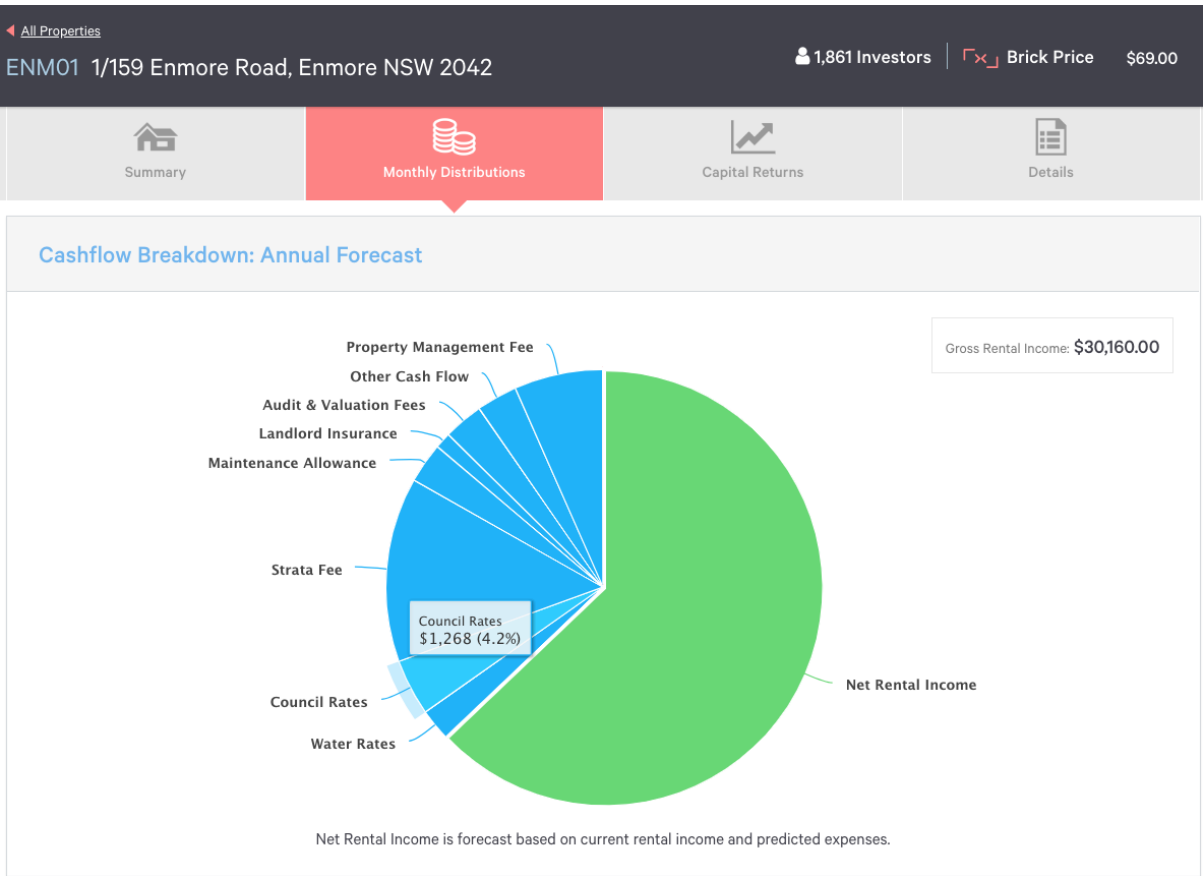 All Properties
ENM01 1/159 Enmore Road, Enmore NSW 2042
1,861 Investors
Brick Price $69.00
Summary
Monthly Distributions
Capital Returns
Details
Cashflow Breakdown: Annual Forecast
Gross Rental Income: $30,160.00
Property Management Fee
Other Cash Flow
Audit & Valuation Fees
Landlord Insurance
Maintenance Allowance
Strata Fee
Council Rates
$1,268 (4.2%)
Council Rates
Water Rates
Net Rental Income
Net Rental Income is forecast based on current rental income and predicted expenses.